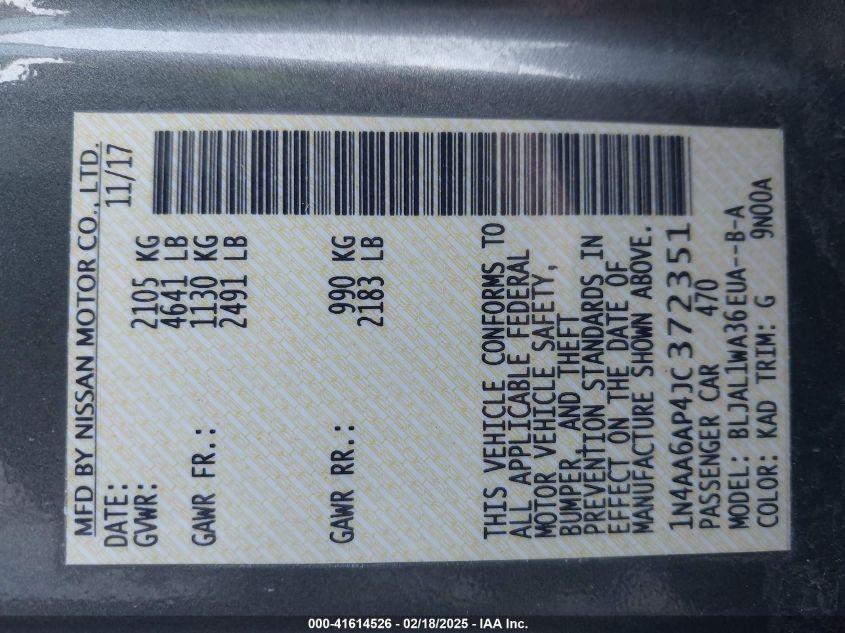 MFD BY NISSAN MOTOR CO., LTD.
DATE: 11/17
GVWR: 2105 KG
4641 LB
GAWR FR.: 1130 KG
2491 LB
GAWR RR.: 990 KG
2183 LB
THIS VEHICLE CONFORMS TO
ALL APPLICABLE FEDERAL
MOTOR VEHICLE SAFETY,
BUMPER, AND THEFT
PREVENTION STANDARDS IN
EFFECT ON THE DATE OF
MANUFACTURE SHOWN ABOVE.
1N4AA6AP4JC372351
PASSENGER CAR 470
MODEL: BLJAL1WA36EUA--B-A
COLOR: KAD TRIM: G 9N00A
000-41614526 - 02/18/2025 - IAA Inc.